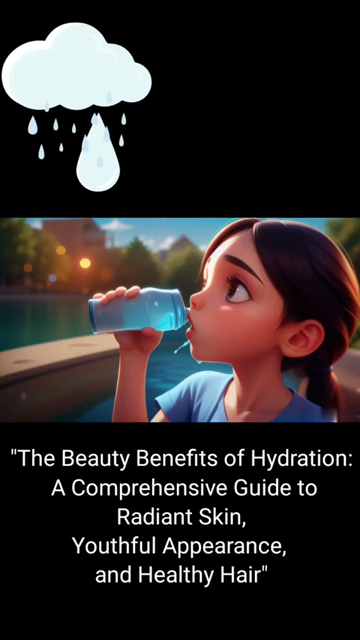 "The Beauty Benefits of Hydration:
A Comprehensive Guide to
Radiant Skin,
Youthful Appearance,
and Healthy Hair"